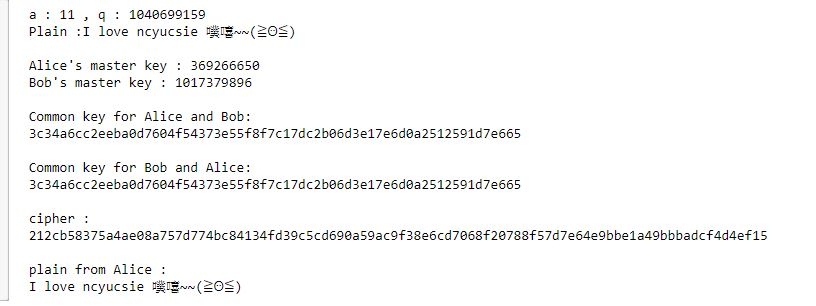 a : 11 , q : 1040699159
Plain :I love ncyucsie 噗嘻~~(≧Θ≦)
Alice's master key : 369266650
Bob's master key : 1017379896
Common key for Alice and Bob:
3c34a6cc2eeba0d7604f54373e55f8f7c17dc2b06d3e17e6d0a2512591d7e665
Common key for Bob and Alice:
3c34a6cc2eeba0d7604f54373e55f8f7c17dc2b06d3e17e6d0a2512591d7e665
cipher :
212cb58375a4ae08a757d774bc84134fd39c5cd690a59ac9f38e6cd7068f20788f57d7e64e9bbe1a49bbbadcf4d4ef15
plain from Alice :
I love ncyucsie 噗嘻~~(≧Θ≦)